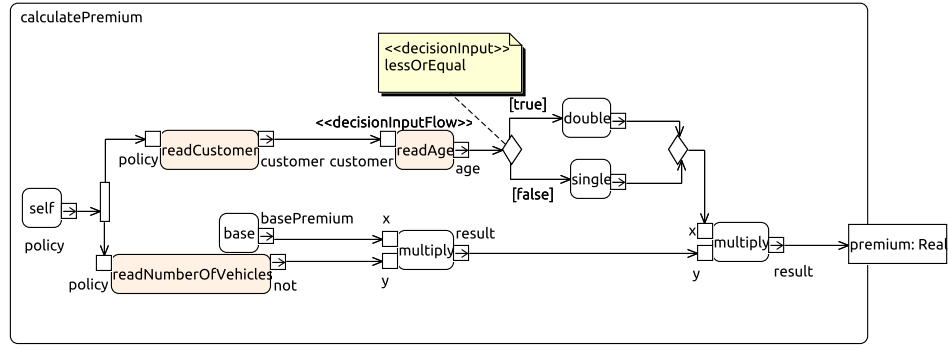 calculatePremium
<<decisionInput>>
lessOrEqual
[true]
double
<<decisionInputFlow>>
policy
readCustomer
customer
customer
readAge
age
[false]
single
self
policy
base
basePremium
x
multiply
result
y
policy
readNumberOfVehicles
not
x
multiply
y
result
premium: Real